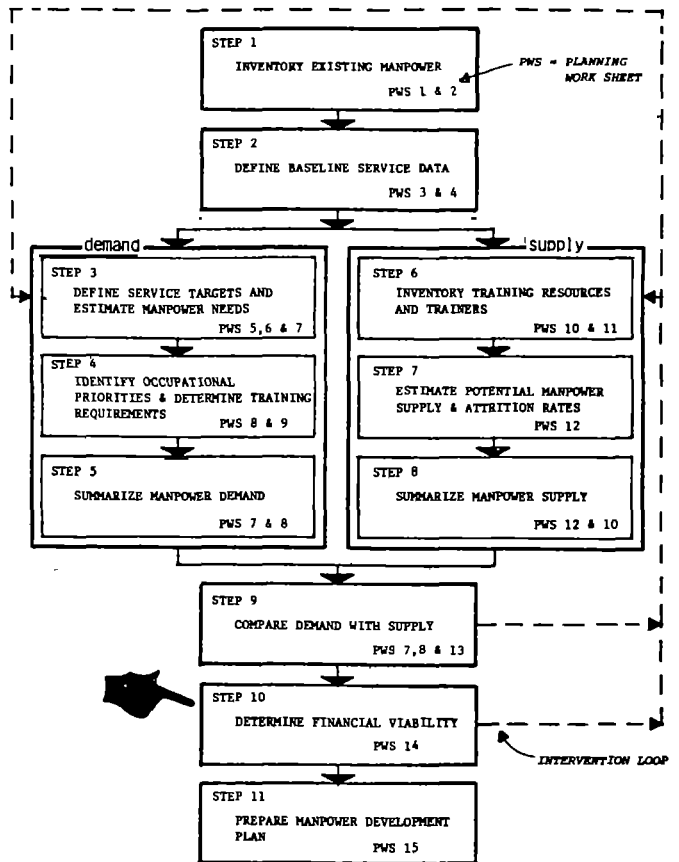 STEP 1
INVENTORY EXISTING MANPOWER
PWS 1 & 2
PWS = PLANNING
WORK SHEET
STEP 2
DEFINE BASELINE SERVICE DATA
PWS 3 & 4
demand
STEP 3
DEFINE SERVICE TARGETS AND
ESTIMATE MANPOWER NEEDS
PWS 5,6 & 7
STEP 4
IDENTIFY OCCUPATIONAL
PRIORITIES & DETERMINE TRAINING
REQUIREMENTS
PWS 8 & 9
STEP 5
SUMMARIZE MANPOWER DEMAND
PWS 7 & 8
supply
STEP 6
INVENTORY TRAINING RESOURCES
AND TRAINERS
PWS 10 & 11
STEP 7
ESTIMATE POTENTIAL MANPOWER
SUPPLY & ATTRITION RATES
PWS 12
STEP 8
SUMMARIZE MANPOWER SUPPLY
PWS 12 & 10
STEP 9
COMPARE DEMAND WITH SUPPLY
PWS 7,8 & 13
STEP 10
DETERMINE FINANCIAL VIABILITY
PWS 14
INTERVENTION LOOP
STEP 11
PREPARE MANPOWER DEVELOPMENT
PLAN
PWS 15